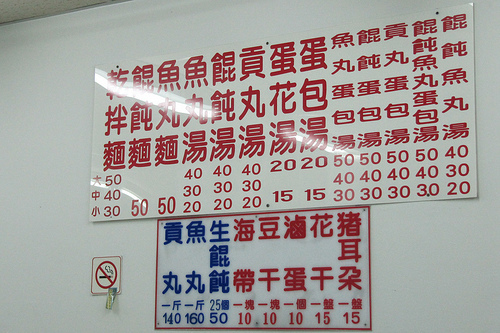 乾拌麵 大50 中40 小30
餛飩麵 50
魚丸麵 50
魚丸湯 40 30 20
餛飩湯 40 30 20
貢丸湯 40 30 20
蛋花湯 20 15
蛋包湯 20 15
魚丸蛋包湯 50 40 30
餛飩蛋包湯 50 40 30
貢丸蛋包湯 50 40 30
餛飩丸蛋包湯 50 40 30
餛飩魚丸湯 40 30 20
貢丸 一斤 140
魚丸 一斤 160
生餛飩 25個 50
海帶 一塊 10
豆干 一塊 10
滷蛋 一個 10
花干 一盤 15
豬耳朵 一盤 15